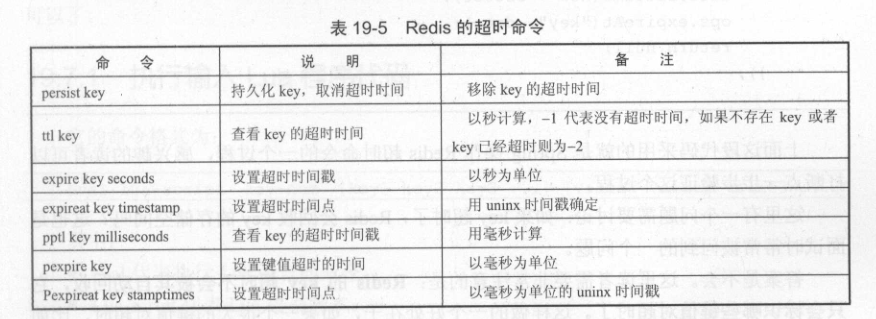 表 19-5 Redis 的超时命令
命 令 说 明 备 注
persist key 持久化 key，取消超时时间 移除 key 的超时时间
ttl key 查看 key 的超时时间 以秒计算，-1 代表没有超时时间，如果不存在 key 或者
key 已经超时则为-2
expire key seconds 设置超时时间戳 以秒为单位
expireat key timestamp 设置超时时间点 用 uninx 时间戳确定
pptl key milliseconds 查看 key 的超时时间戳 用毫秒计算
pexpire key 设置键值超时的时间 以毫秒为单位
Pexpireat key stamptimes 设置超时时间点 以毫秒为单位的 uninx 时间戳